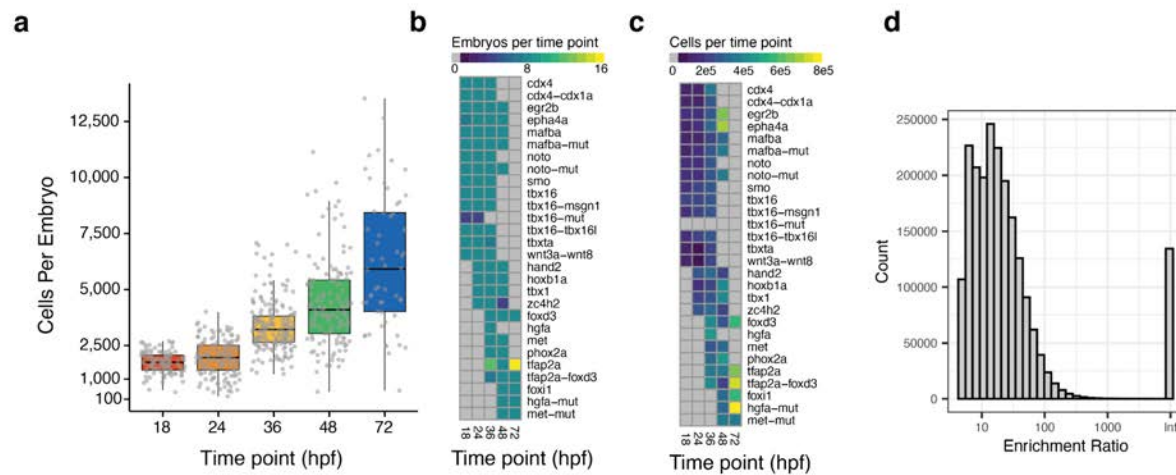 a
Cells Per Embryo
12,500
10,000
7,500
5,000
2,500
1,000
100
18 24 36 48 72
Time point (hpf)
b
Embryos per time point
0 8 16
cdx4
cdx4-cdx1a
egr2b
epha4a
mafba
mafba-mut
noto
noto-mut
smo
tbx16
tbx16-msgn1
tbx16-mut
tbx16-tbx16l
tbxta
wnt3a-wnt8
hand2
hoxb1a
tbx1
zc4h2
foxd3
hgfa
met
phox2a
tfap2a
tfap2a-foxd3
foxi1
hgfa-mut
met-mut
18 24 36 48 72
Time point (hpf)
c
Cells per time point
0 2e5 4e5 8e5
cdx4
cdx4-cdx1a
egr2b
epha4a
mafba
mafba-mut
noto
noto-mut
smo
tbx16
tbx16-msgn1
tbx16-mut
tbx16-tbx16l
tbxta
wnt3a-wnt8
hand2
hoxb1a
tbx1
zc4h2
foxd3
hgfa
met
phox2a
tfap2a
tfap2a-foxd3
foxi1
hgfa-mut
met-mut
18 24 36 48 72
Time point (hpf)
d
Count
250000
200000
150000
100000
50000
0
10 100 1000 Inf
Enrichment Ratio